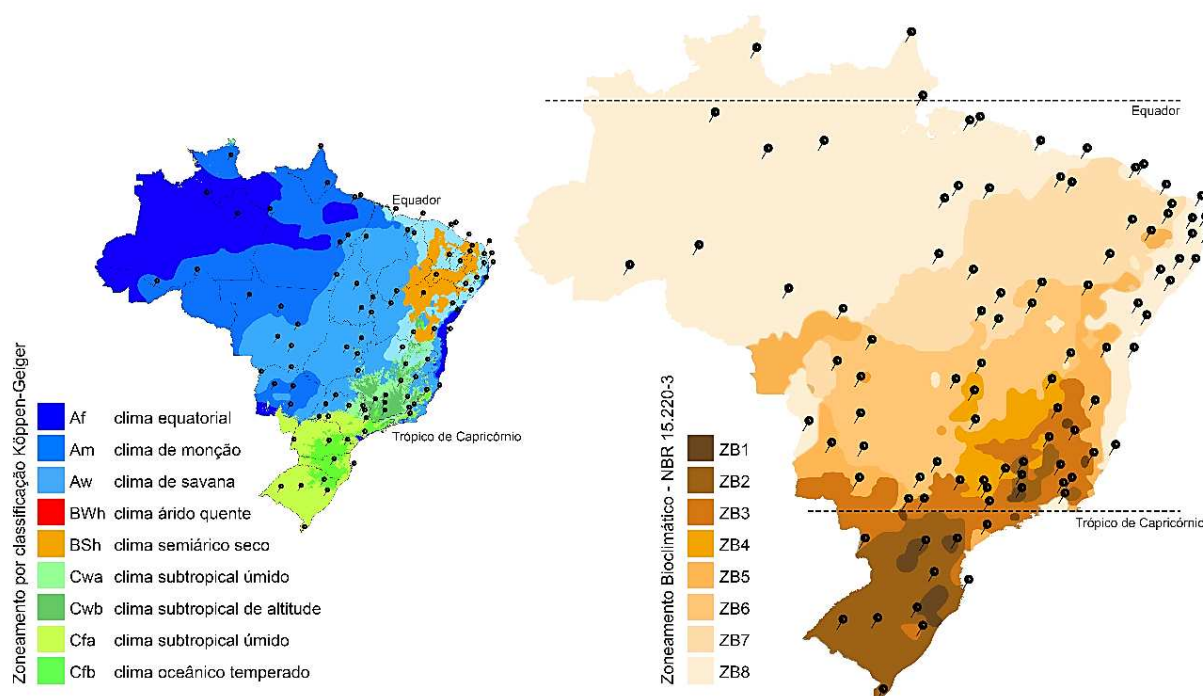 Zoneamento por classificação Köppen-Geiger
Equador
Trópico de Capricórnio
Af clima equatorial
Am clima de monção
Aw clima de savana
BWh clima árido quente
BSh clima semiárico seco
Cwa clima subtropical úmido
Cwb clima subtropical de altitude
Cfa clima subtropical úmido
Cfb clima oceânico temperado
Zoneamento Bioclimático - NBR 15.220-3
Equador
Trópico de Capricórnio
ZB1
ZB2
ZB3
ZB4
ZB5
ZB6
ZB7
ZB8